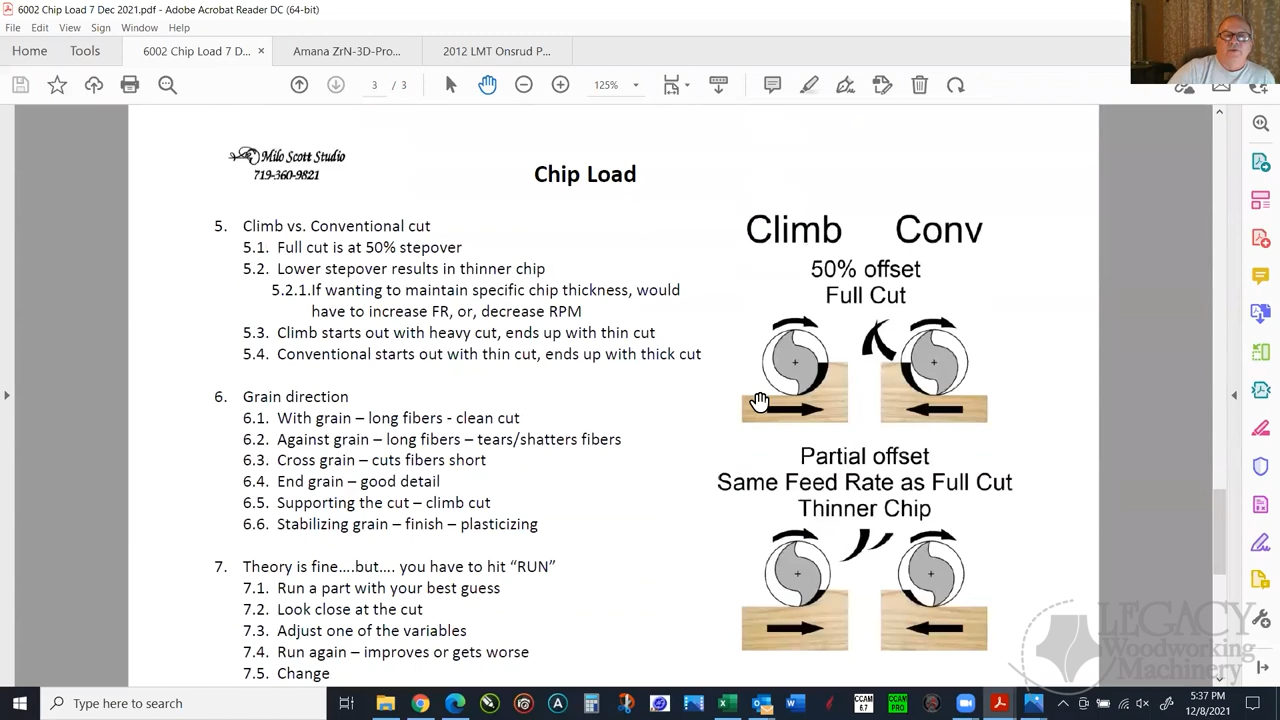 6002 Chip Load 7 Dec 2021.pdf - Adobe Acrobat Reader DC (64-bit)
File Edit View Sign Window Help
Home Tools 6002 Chip Load 7 D... × Amana ZrN-3D-Pro... 2012 LMT Onsrud P...
3 / 3 125%
Milo Scott Studio
719-360-9821
Chip Load
5. Climb vs. Conventional cut
5.1. Full cut is at 50% stepover
5.2. Lower stepover results in thinner chip
5.2.1.If wanting to maintain specific chip thickness, would
have to increase FR, or, decrease RPM
5.3. Climb starts out with heavy cut, ends up with thin cut
5.4. Conventional starts out with thin cut, ends up with thick cut
6. Grain direction
6.1. With grain – long fibers - clean cut
6.2. Against grain – long fibers – tears/shatters fibers
6.3. Cross grain – cuts fibers short
6.4. End grain – good detail
6.5. Supporting the cut – climb cut
6.6. Stabilizing grain – finish – plasticizing
7. Theory is fine....but.... you have to hit “RUN”
7.1. Run a part with your best guess
7.2. Look close at the cut
7.3. Adjust one of the variables
7.4. Run again – improves or gets worse
7.5. Change
Climb Conv
50% offset
Full Cut
Partial offset
Same Feed Rate as Full Cut
Thinner Chip
LEGACY
Woodworking
Machinery
Type here to search
CCAM
6.7
CCAM
PRO
5:37 PM
12/8/2021